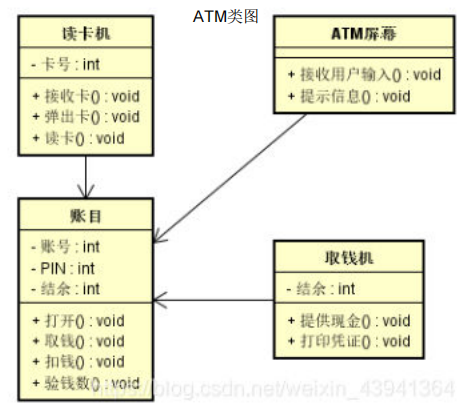 ATM类图
读卡机
- 卡号 : int
+ 接收卡() : void
+ 弹出卡() : void
+ 读卡() : void
ATM屏幕
+ 接收用户输入() : void
+ 提示信息() : void
账目
- 账号 : int
- PIN : int
- 结余 : int
+ 打开() : void
+ 取钱() : void
+ 扣钱() : void
+ 验钱数() : void
取钱机
- 结余 : int
+ 提供现金() : void
+ 打印凭证() : void
https://blog.csdn.net/weixin_43941364